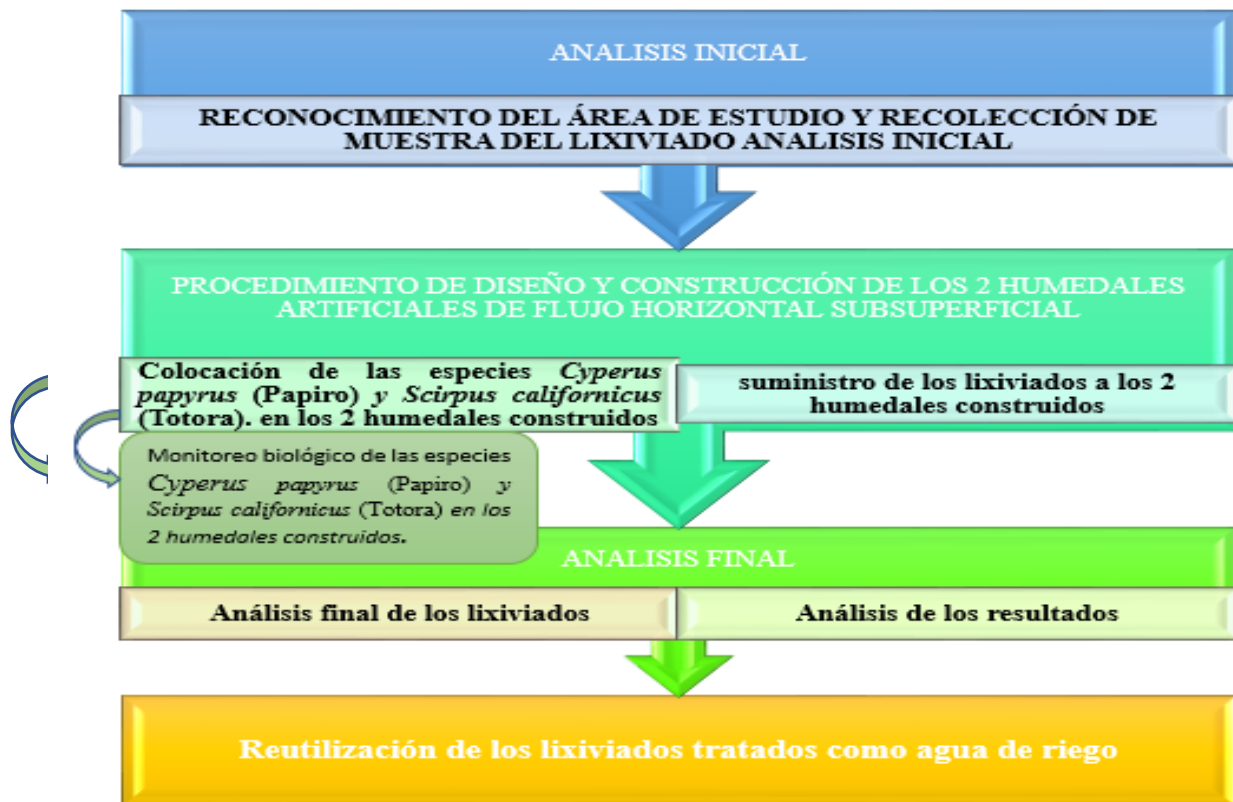 ANALISIS INICIAL
RECONOCIMIENTO DEL ÁREA DE ESTUDIO Y RECOLECCIÓN DE
MUESTRA DEL LIXIVIADO ANALISIS INICIAL
PROCEDIMIENTO DE DISEÑO Y CONSTRUCCIÓN DE LOS 2 HUMEDALES
ARTIFICIALES DE FLUJO HORIZONTAL SUBSUPERFICIAL
Colocación de las especies Cyperus
papyrus (Papiro) y Scirpus californicus
(Totora). en los 2 humedales construidos
suministro de los lixiviados a los 2
humedales construidos
Monitoreo biológico de las especies
Cyperus papyrus (Papiro) y
Scirpus californicus (Totora) en los
2 humedales construidos.
ANALISIS FINAL
Análisis final de los lixiviados
Análisis de los resultados
Reutilización de los lixiviados tratados como agua de riego